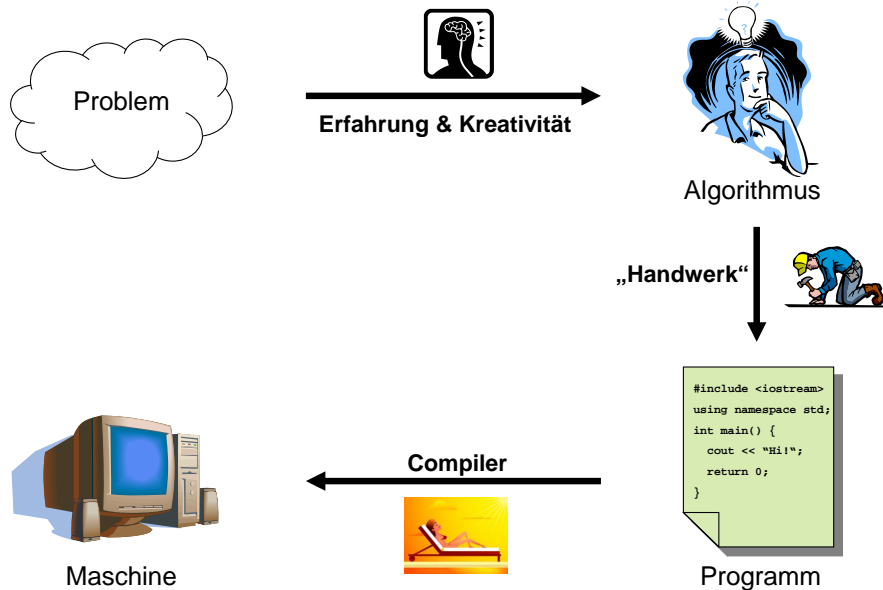 Problem
Erfahrung & Kreativität
Algorithmus
„Handwerk“
#include <iostream>
using namespace std;
int main() {
cout << “Hi!“;
return 0;
}
Programm
Compiler
Maschine